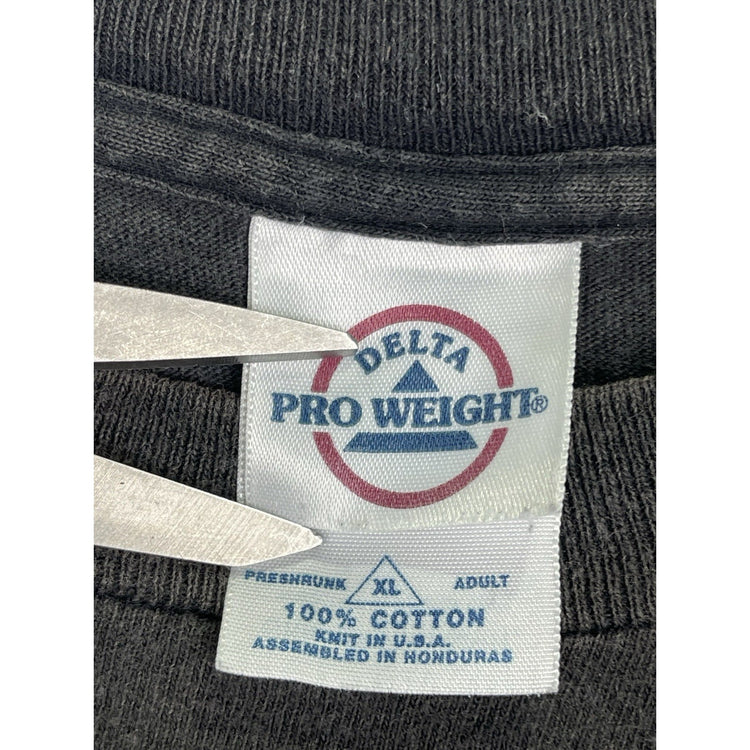 DELTA
PRO WEIGHT®
PRESHRUNK XL ADULT
100% COTTON
KNIT IN U.S.A.
ASSEMBLED IN HONDURAS